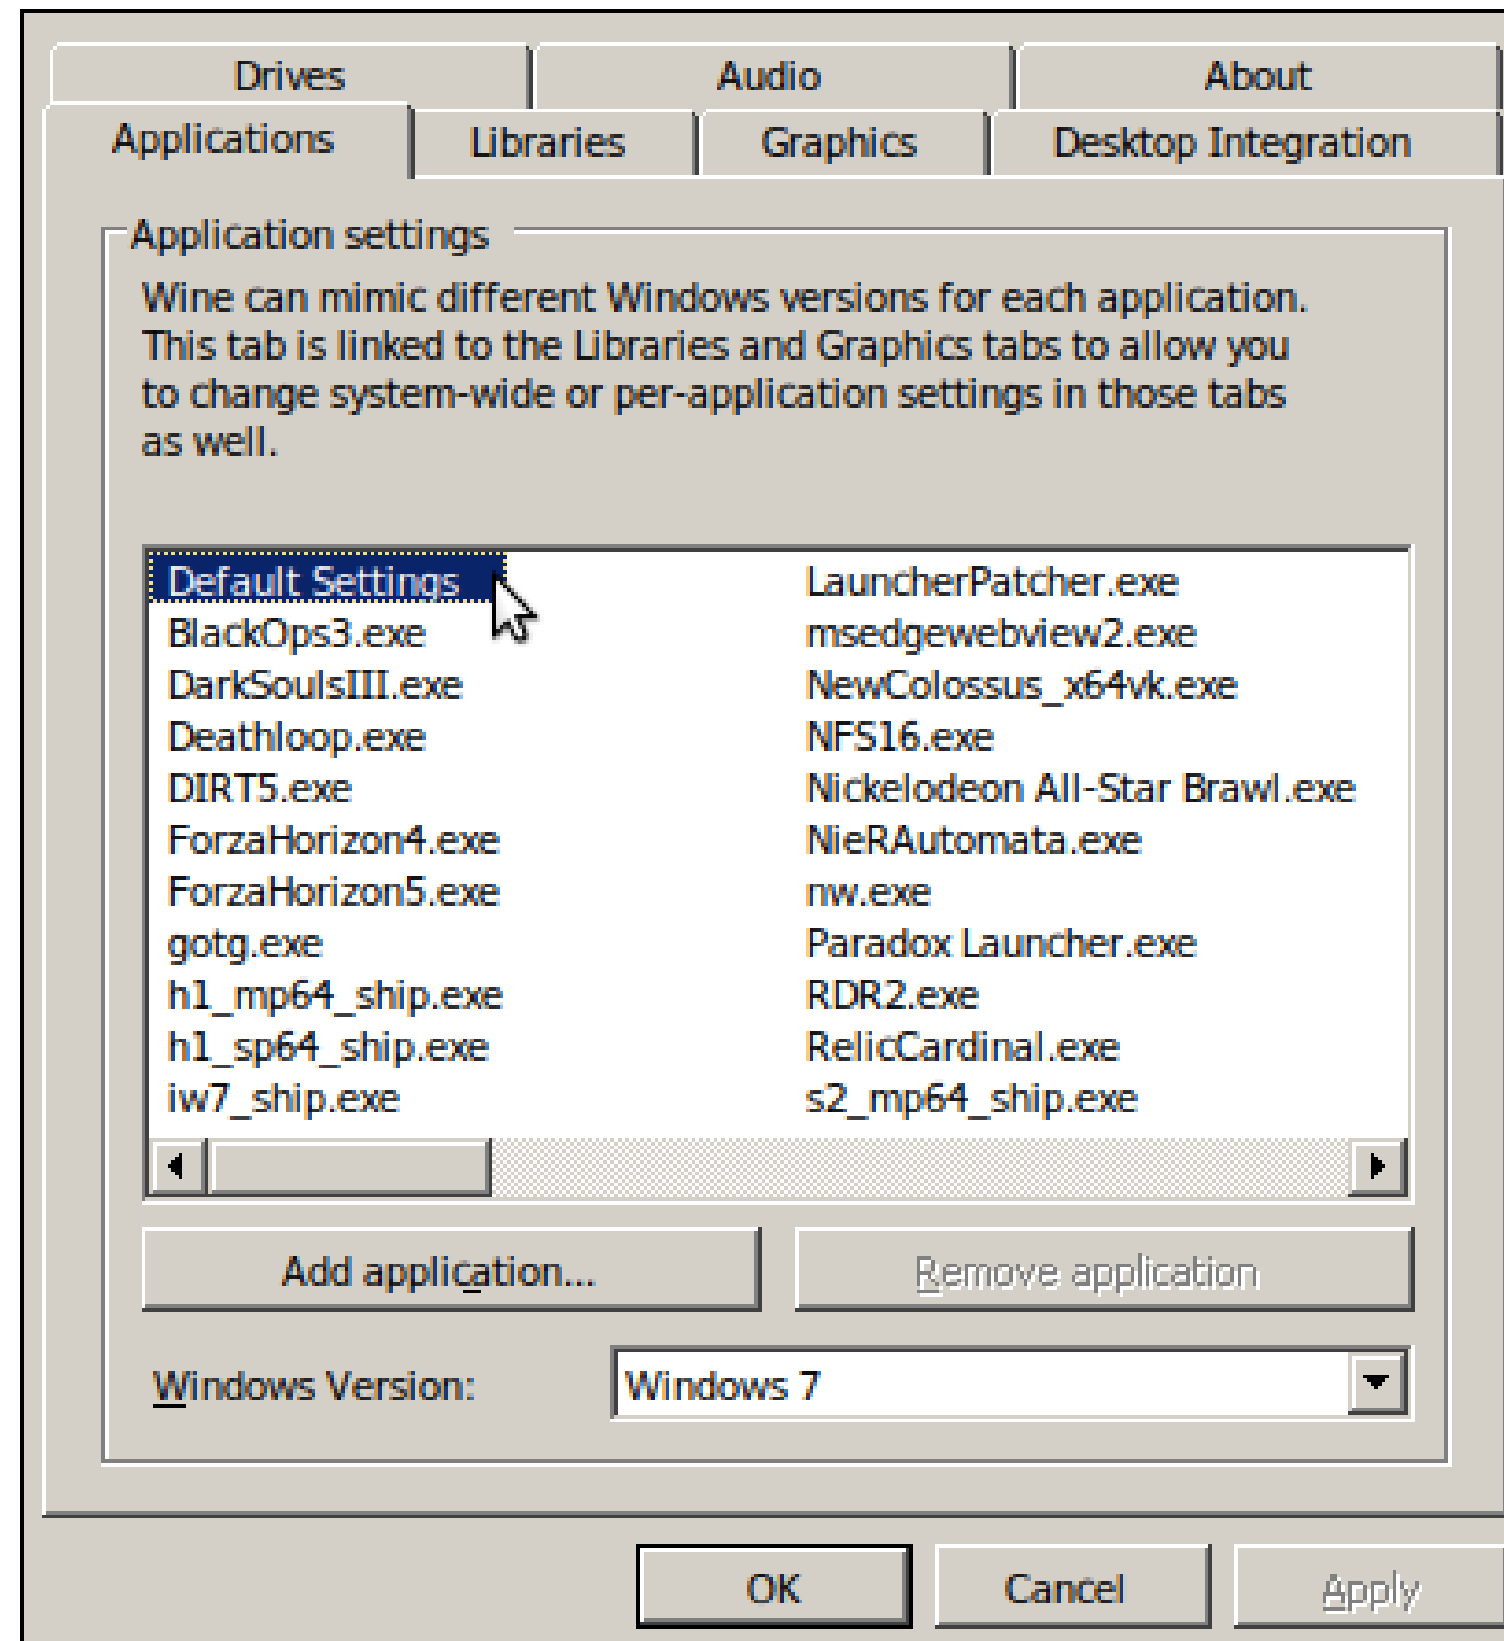 Drives Audio About
Applications Libraries Graphics Desktop Integration
Application settings
Wine can mimic different Windows versions for each application.
This tab is linked to the Libraries and Graphics tabs to allow you
to change system-wide or per-application settings in those tabs
as well.
Default Settings LauncherPatcher.exe
BlackOps3.exe msedgewebview2.exe
DarkSoulsIII.exe NewColossus_x64vk.exe
Deathloop.exe NFS16.exe
DIRT5.exe Nickelodeon All-Star Brawl.exe
ForzaHorizon4.exe NieRAutomata.exe
ForzaHorizon5.exe nw.exe
gotg.exe Paradox Launcher.exe
h1_mp64_ship.exe RDR2.exe
h1_sp64_ship.exe RelicCardinal.exe
iw7_ship.exe s2_mp64_ship.exe
Add application... Remove application
Windows Version: Windows 7
OK Cancel Apply